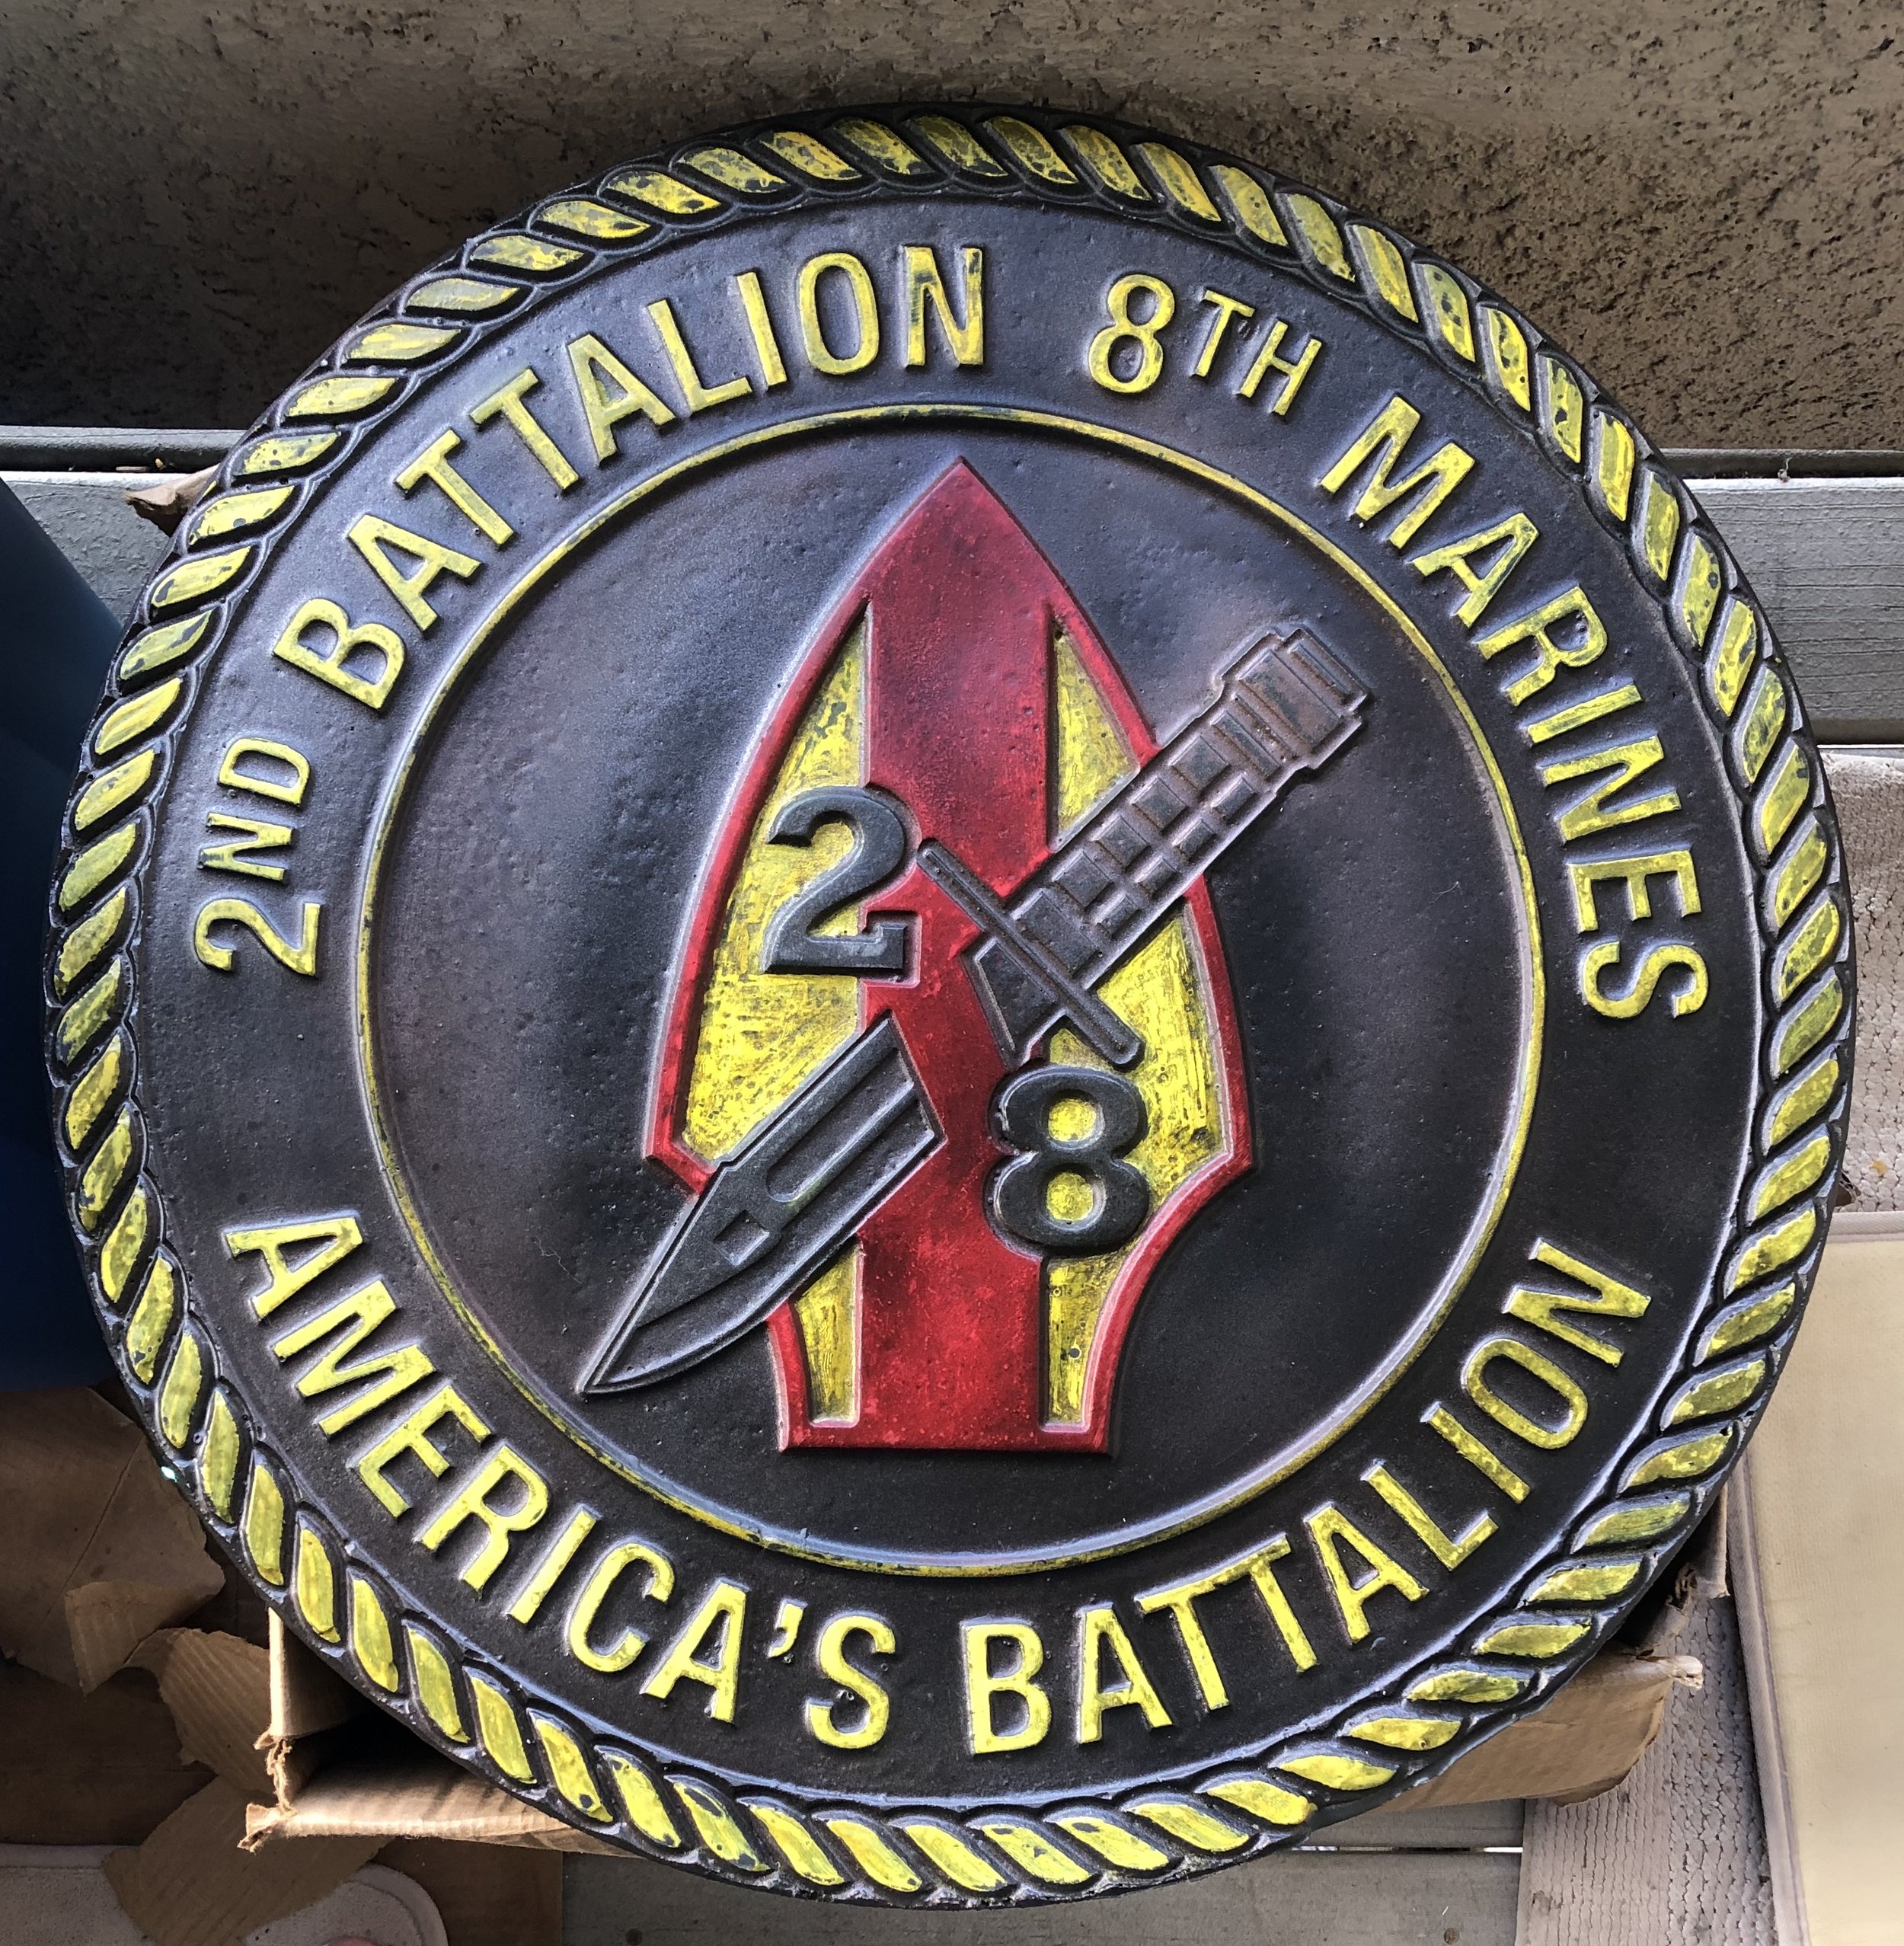 2ND BATTALION 8TH MARINES
2
8
AMERICA'S BATTALION